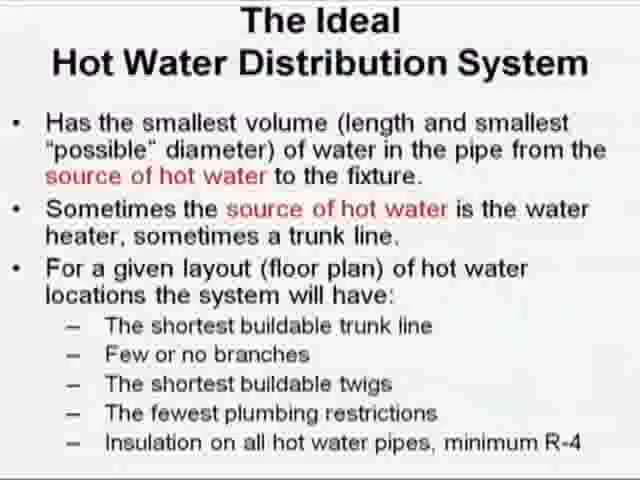 The Ideal
Hot Water Distribution System
• Has the smallest volume (length and smallest
"possible" diameter) of water in the pipe from the
source of hot water to the fixture.
• Sometimes the source of hot water is the water
heater, sometimes a trunk line.
• For a given layout (floor plan) of hot water
locations the system will have:
– The shortest buildable trunk line
– Few or no branches
– The shortest buildable twigs
– The fewest plumbing restrictions
– Insulation on all hot water pipes, minimum R-4